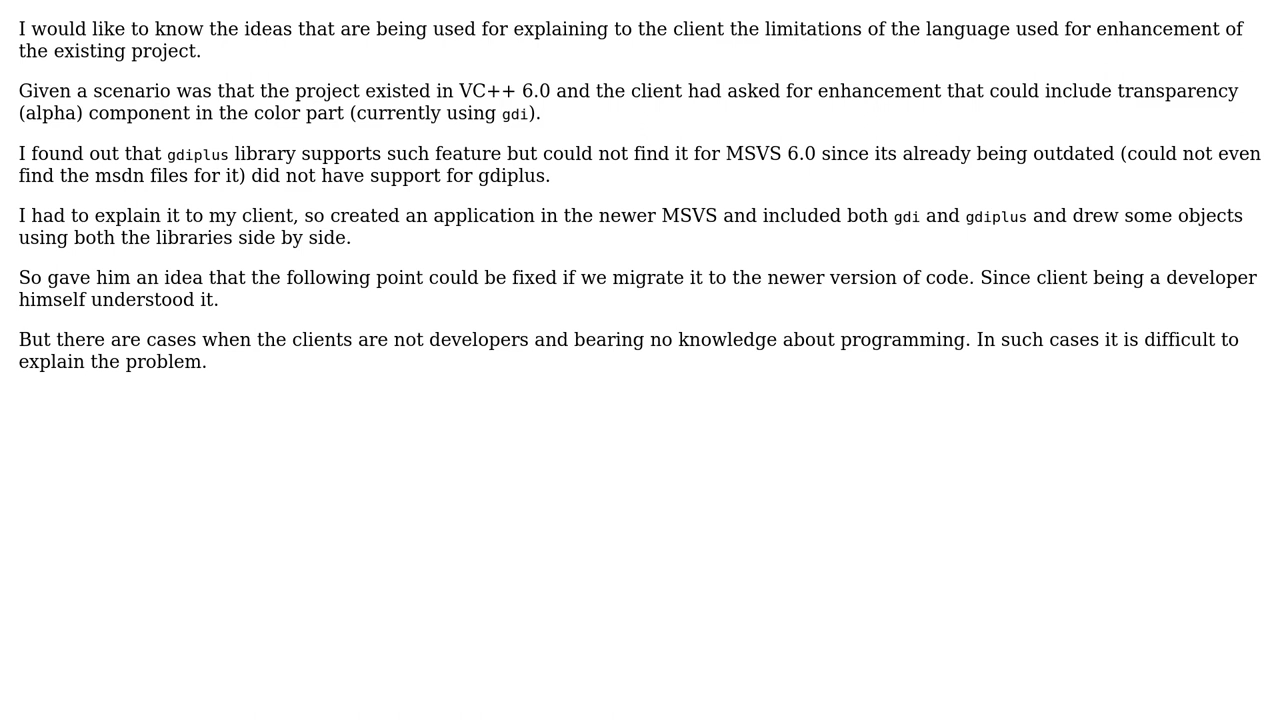 I would like to know the ideas that are being used for explaining to the client the limitations of the language used for enhancement of
the existing project.
Given a scenario was that the project existed in VC++ 6.0 and the client had asked for enhancement that could include transparency
(alpha) component in the color part (currently using gdi).
I found out that gdiplus library supports such feature but could not find it for MSVS 6.0 since its already being outdated (could not even
find the msdn files for it) did not have support for gdiplus.
I had to explain it to my client, so created an application in the newer MSVS and included both gdi and gdiplus and drew some objects
using both the libraries side by side.
So gave him an idea that the following point could be fixed if we migrate it to the newer version of code. Since client being a developer
himself understood it.
But there are cases when the clients are not developers and bearing no knowledge about programming. In such cases it is difficult to
explain the problem.